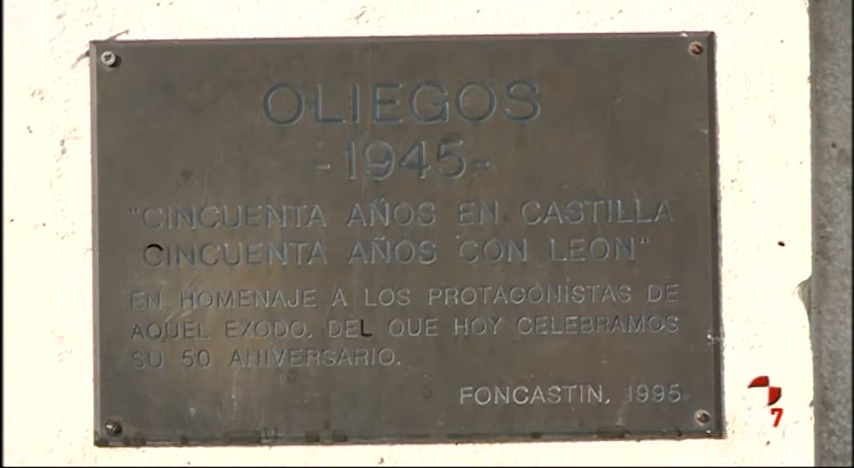 OLIEGOS
-1945-
"CINCUENTA AÑOS EN CASTILLA
CINCUENTA AÑOS CON LEON"
EN HOMENAJE A LOS PROTAGONISTAS DE
AQUEL EXODO, DEL QUE HOY CELEBRAMOS
SU 50 ANIVERSARIO.
FONCASTIN, 1995
7